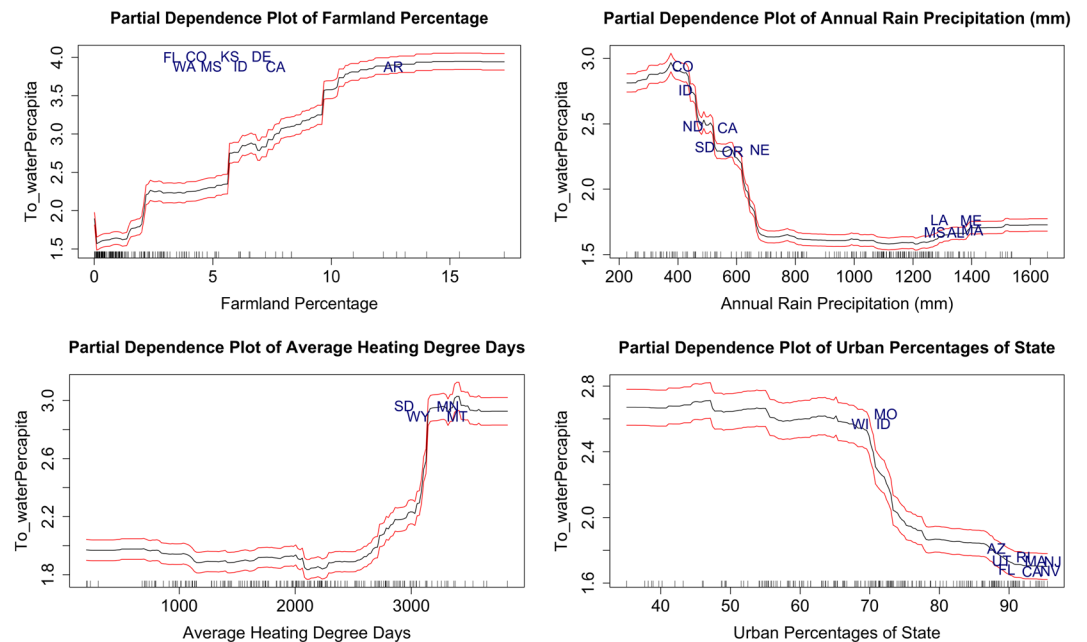 Partial Dependence Plot of Farmland Percentage
To_waterPercapita
4.0
3.5
3.0
2.5
2.0
1.5
FL CO KS DE
WA MS ID CA
AR
0 5 10 15
Farmland Percentage
Partial Dependence Plot of Annual Rain Precipitation (mm)
To_waterPercapita
3.0
2.5
2.0
1.5
CO
ID
ND CA
SD OR NE
LA ME
MS AL MA
200 400 600 800 1000 1200 1400 1600
Annual Rain Precipitation (mm)
Partial Dependence Plot of Average Heating Degree Days
To_waterPercapita
3.0
2.6
2.2
1.8
SD MN
WY MT
1000 2000 3000
Average Heating Degree Days
Partial Dependence Plot of Urban Percentages of State
To_waterPercapita
2.8
2.4
2.0
1.6
MO
WI ID
AZ RI
UT MA NJ
FL CA NV
40 50 60 70 80 90
Urban Percentages of State